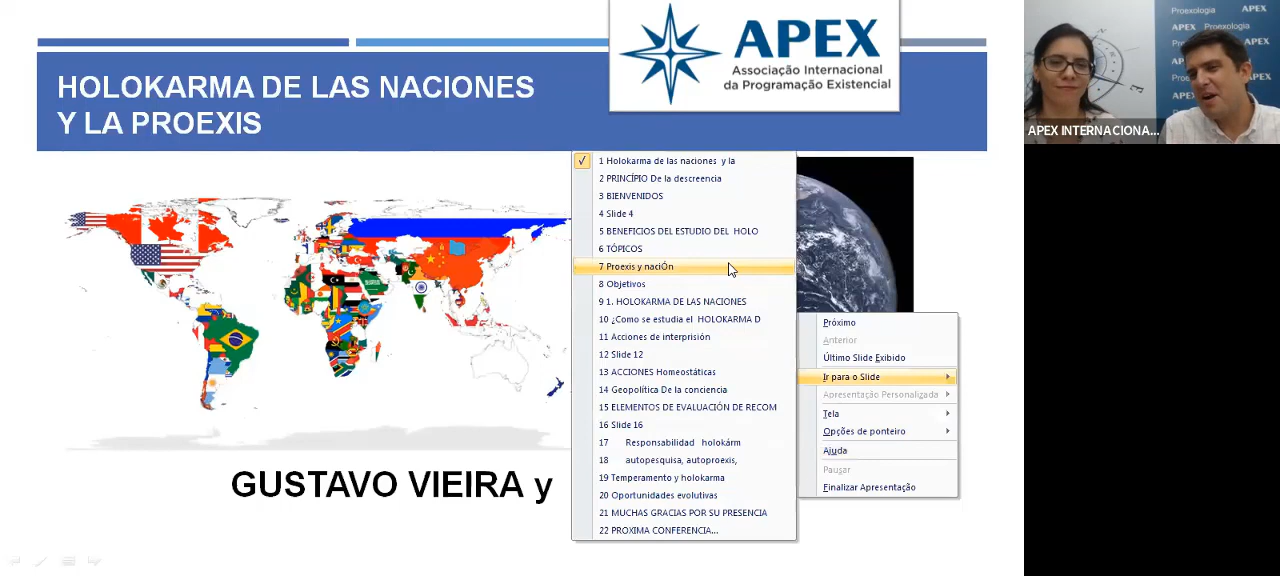 APEX
Associação Internacional
da Programação Existencial
HOLOKARMA DE LAS NACIONES
Y LA PROEXIS
GUSTAVO VIEIRA y
1 Holokarma de las naciones y la
2 PRINCÍPIO De la descreencia
3 BIENVENIDOS
4 Slide 4
5 BENEFICIOS DEL ESTUDIO DEL HOLO
6 TÓPICOS
7 Proexis y naciÓn
8 Objetivos
9 1. HOLOKARMA DE LAS NACIONES
10 ¿Como se estudia el HOLOKARMA D
11 Acciones de interprisión
12 Slide 12
13 ACCIONES Homeostáticas
14 Geopolítica De la conciencia
15 ELEMENTOS DE EVALUACIÓN DE RECOM
16 Slide 16
17 Responsabilidad holokárm
18 autopesquisa, autoproexis,
19 Temperamento y holokarma
20 Oportunidades evolutivas
21 MUCHAS GRACIAS POR SU PRESENCIA
22 PROXIMA CONFERENCIA...
Próximo
Anterior
Último Slide Exibido
Ir para o Slide
Apresentação Personalizada
Tela
Opções de ponteiro
Ajuda
Pausar
Finalizar Apresentação
Proexologia APEX
APEX Proexologia
APEX
APEX INTERNACIONA...